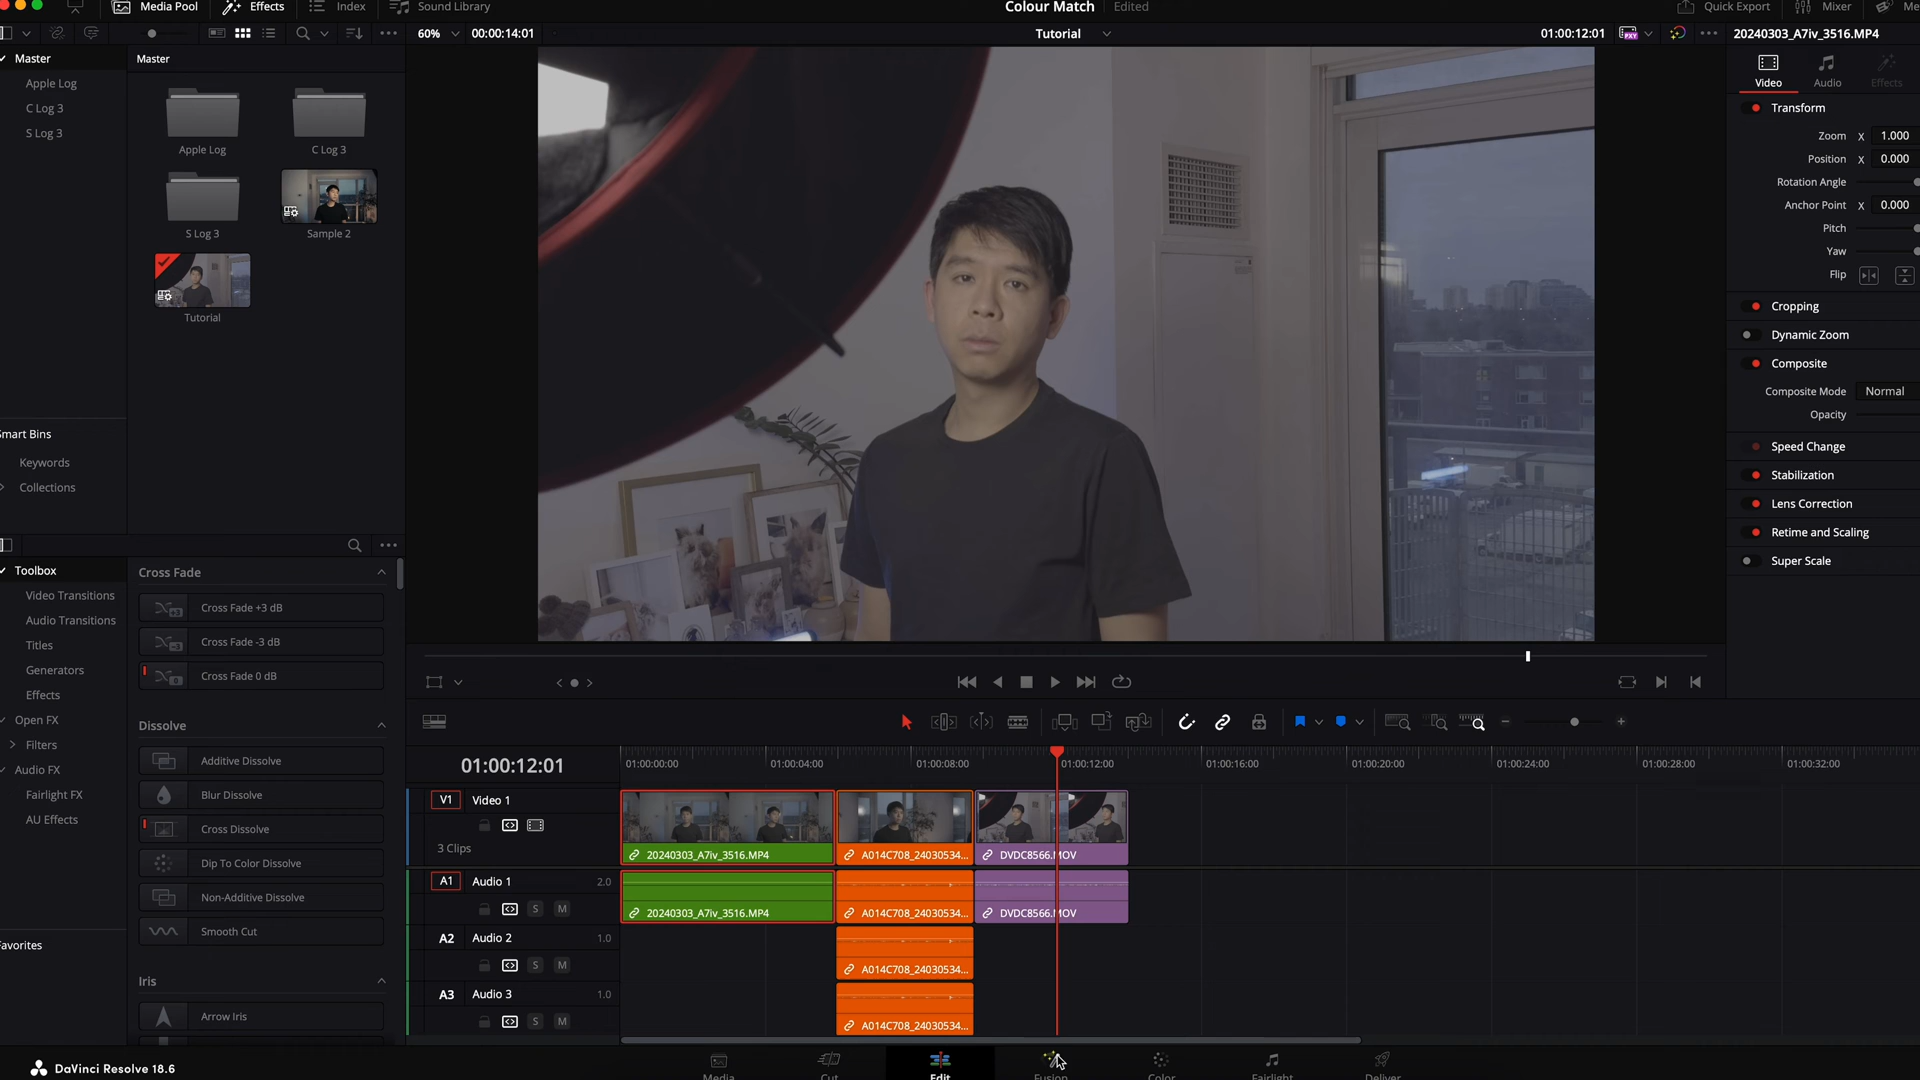 Media Pool
Effects
Index
Sound Library
Colour Match
Edited
Quick Export
Mixer
60%
00:00:14:01
Tutorial
01:00:12:01
20240303_A7iv_3516.MP4
Master
Apple Log
C Log 3
S Log 3
Master
Apple Log
C Log 3
S Log 3
Sample 2
Tutorial
Smart Bins
Keywords
Collections
Video
Audio
Effects
Transform
Zoom X 1.000
Position X 0.000
Rotation Angle
Anchor Point X 0.000
Pitch
Yaw
Flip
Cropping
Dynamic Zoom
Composite
Composite Mode Normal
Opacity
Speed Change
Stabilization
Lens Correction
Retime and Scaling
Super Scale
Toolbox
Video Transitions
Audio Transitions
Titles
Generators
Effects
Open FX
Filters
Audio FX
Fairlight FX
AU Effects
Favorites
Cross Fade
Cross Fade +3 dB
Cross Fade -3 dB
Cross Fade 0 dB
Dissolve
Additive Dissolve
Blur Dissolve
Cross Dissolve
Dip To Color Dissolve
Non-Additive Dissolve
Smooth Cut
Iris
Arrow Iris
01:00:12:01
01:00:00:00
01:00:04:00
01:00:08:00
01:00:12:00
01:00:16:00
01:00:20:00
01:00:24:00
01:00:28:00
01:00:32:00
V1 Video 1
3 Clips
20240303_A7iv_3516.MP4
A014C708_24030534...
DVDC8566.MOV
A1 Audio 1 2.0
S M
20240303_A7iv_3516.MP4
A014C708_24030534...
DVDC8566.MOV
A2 Audio 2 1.0
S M
A014C708_24030534...
A3 Audio 3 1.0
S M
A014C708_24030534...
DaVinci Resolve 18.6
Media
Cut
Edit
Fusion
Color
Fairlight
Deliver